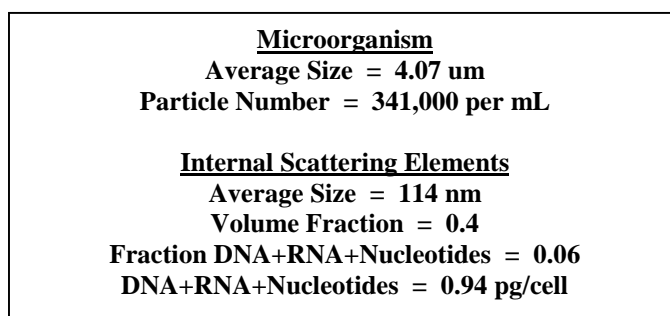 Microorganism
Average Size = 4.07 um
Particle Number = 341,000 per mL
Internal Scattering Elements
Average Size = 114 nm
Volume Fraction = 0.4
Fraction DNA+RNA+Nucleotides = 0.06
DNA+RNA+Nucleotides = 0.94 pg/cell